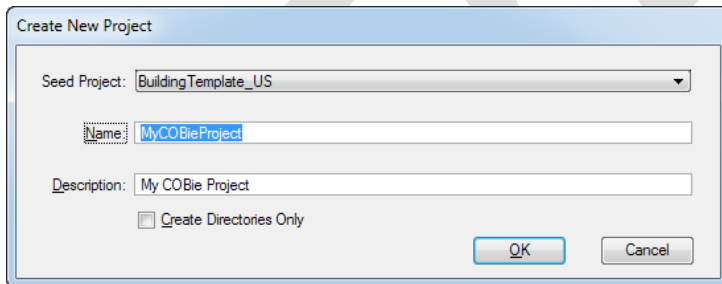 Create New Project
Seed Project: BuildingTemplate_US
Name: MyCOBieProject
Description: My COBie Project
Create Directories Only
OK Cancel